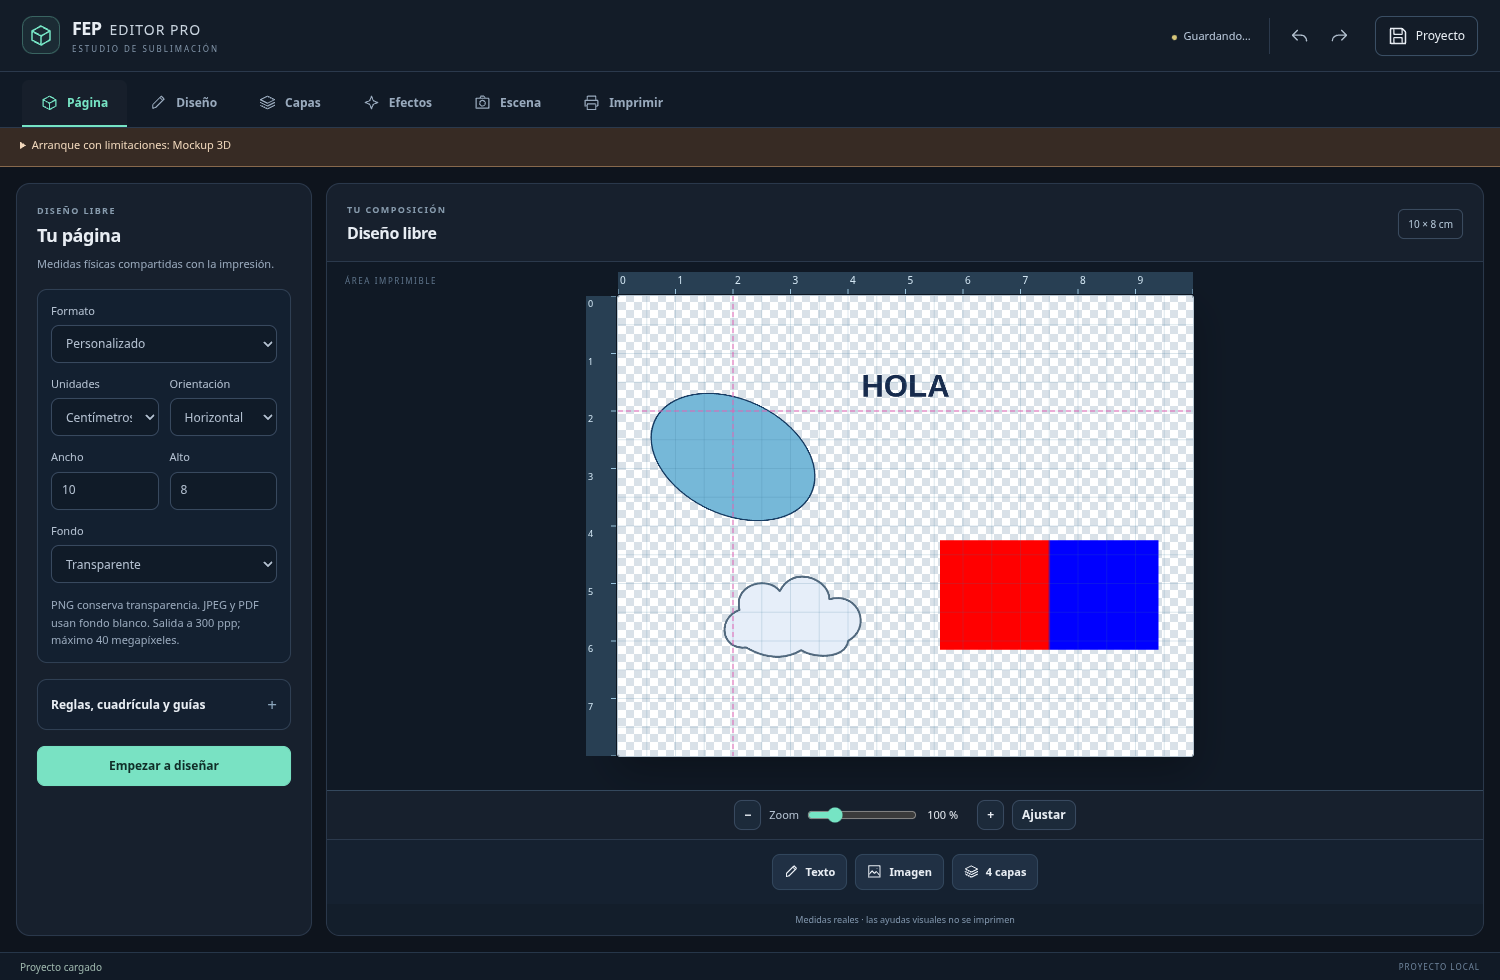 FEP EDITOR PRO
ESTUDIO DE SUBLIMACIÓN
Guardando...
Proyecto
Página
Diseño
Capas
Efectos
Escena
Imprimir
Arranque con limitaciones: Mockup 3D
DISEÑO LIBRE
Tu página
Medidas físicas compartidas con la impresión.
Formato
Personalizado
Unidades
Orientación
Centímetros
Horizontal
Ancho
Alto
10
8
Fondo
Transparente
PNG conserva transparencia. JPEG y PDF
usan fondo blanco. Salida a 300 ppp;
máximo 40 megapíxeles.
Reglas, cuadrícula y guías
+
Empezar a diseñar
TU COMPOSICIÓN
Diseño libre
10 × 8 cm
ÁREA IMPRIMIBLE
0 1 2 3 4 5 6 7 8 9
0
1
2
3
4
5
6
7
HOLA
− Zoom 100 % + Ajustar
Texto
Imagen
4 capas
Medidas reales · las ayudas visuales no se imprimen
Proyecto cargado
PROYECTO LOCAL